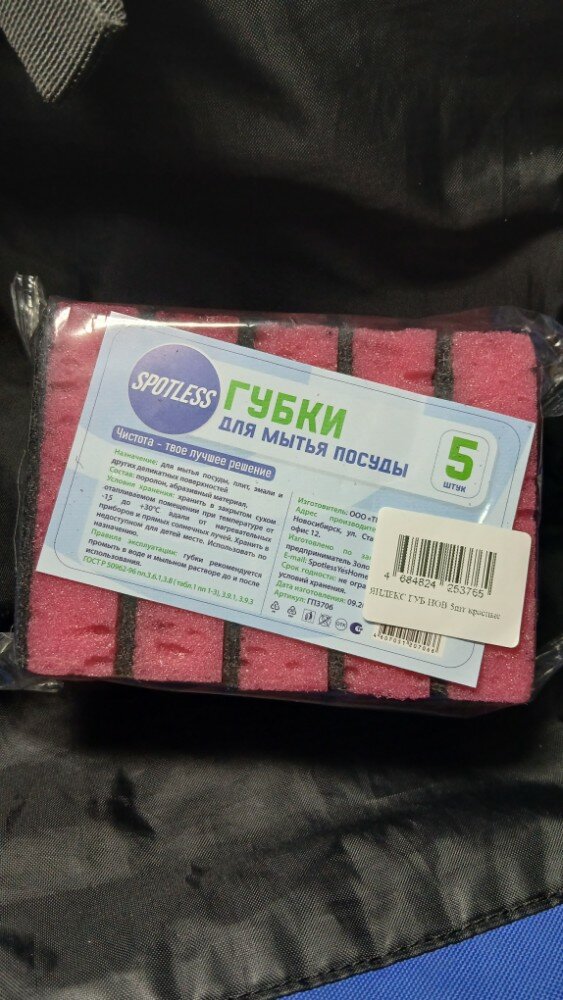 SPOTLESS
ГУБКИ
ДЛЯ МЫТЬЯ ПОСУДЫ
5
ШТУК
Чистота - твое лучшее решение
Назначение: для мытья посуды, плит, эмали и
других деликатных поверхностей
Состав: поролон, абразивный материал.
Условия хранения: хранить в закрытом сухом
отапливаемом помещении при температуре от
-15 до +30°С вдали от нагревательных
приборов и прямых солнечных лучей. Хранить в
недоступном для детей месте. Использовать по
назначению.
Правила эксплуатации: губки рекомендуется
промыть в воде и мыльном растворе до и после
использования.
ГОСТ Р 50962-96 пп.3.6.1,3.8 (табл.1 пп 1-3), 3.9.1, 3.9.3
Изготовитель: ООО
Адрес производите
Новосибирск, ул. Ста
офис 12.
Изготовлено по за
предприниматель Золо
E-mail: SpotlessYesHome
Срок годности: не огра
условий хранения.
Дата изготовления: 09.2
Артикул: ГП3706
4 684824 253765
ЯНДЕКС ГУБ НОВ 5шт красные